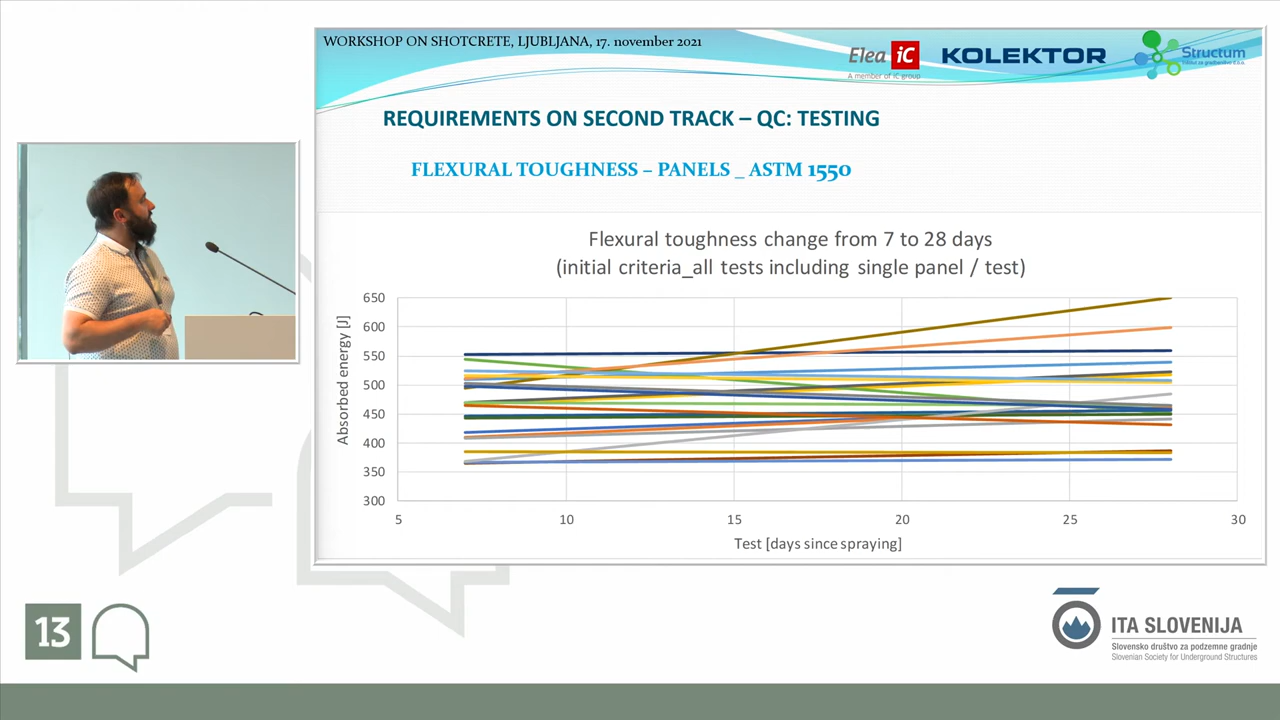 WORKSHOP ON SHOTCRETE, LJUBLJANA, 17. november 2021
Elea iC
A member of iC group
KOLEKTOR
Structum
REQUIREMENTS ON SECOND TRACK – QC: TESTING
FLEXURAL TOUGHNESS – PANELS _ ASTM 1550
Flexural toughness change from 7 to 28 days
(initial criteria_all tests including single panel / test)
Absorbed energy [J]
650
600
550
500
450
400
350
300
5
10
15
20
25
30
Test [days since spraying]
13
ITA SLOVENIJA
Slovensko društvo za podzemne gradnje
Slovenian Society for Underground Structures